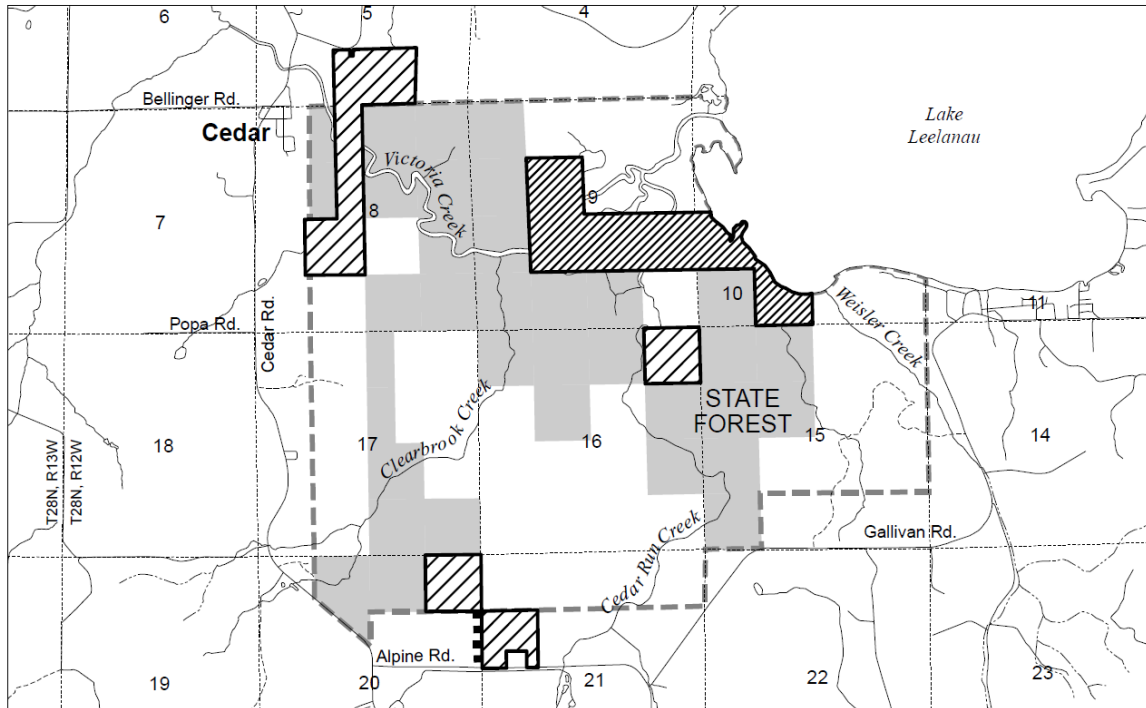 6
5
4
Bellinger Rd.
Cedar
Lake
Leelanau
Victoria
Creek
7
8
9
10
11
Popa Rd.
Cedar Rd.
Weisler Creek
STATE
FOREST
18
17
16
15
14
Clearbrook Creek
T28N, R13W
T28N, R12W
Gallivan Rd.
Cedar Run Creek
Alpine Rd.
19
20
21
22
23